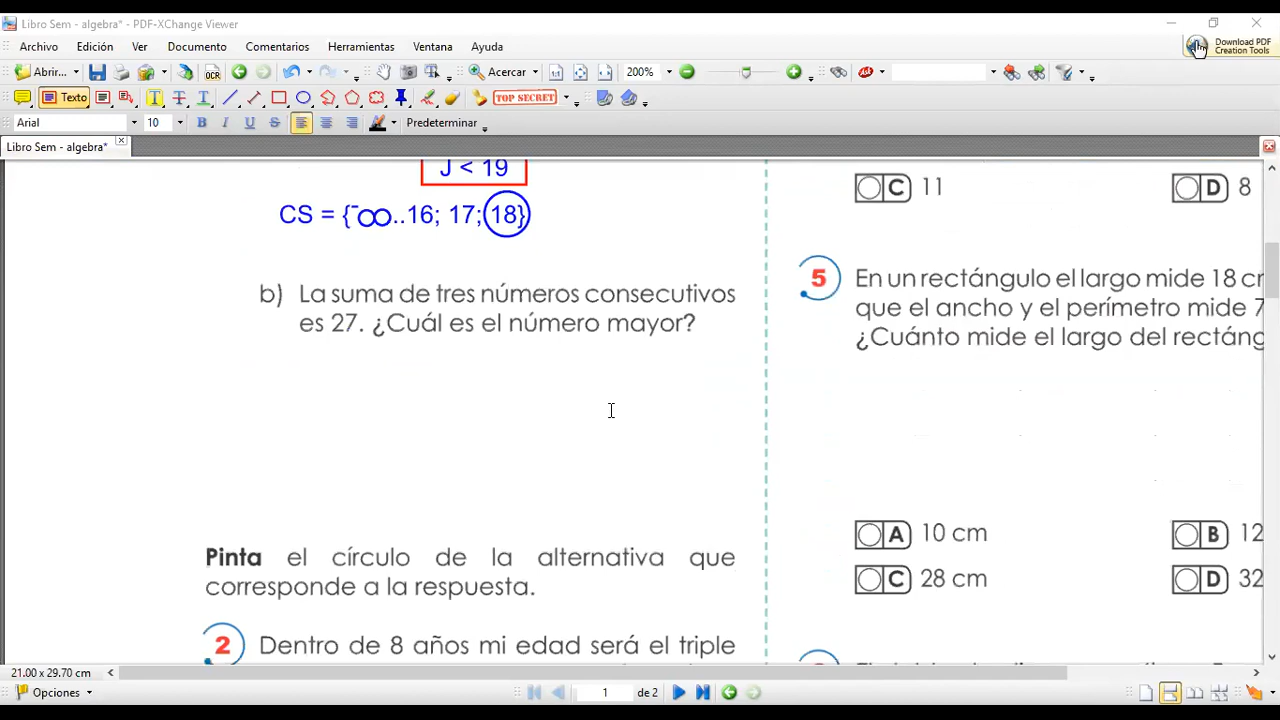 Libro Sem - algebra* - PDF-XChange Viewer
Archivo Edición Ver Documento Comentarios Herramientas Ventana Ayuda
Download PDF
Creation Tools
Abrir... OCR Acercar 200%
Texto TOP SECRET
Arial 10 B I U S Predeterminar
Libro Sem - algebra*
J < 19
CS = {⁻∞..16; 17; 18}
b) La suma de tres números consecutivos
es 27. ¿Cuál es el número mayor?
Pinta el círculo de la alternativa que
corresponde a la respuesta.
2 Dentro de 8 años mi edad será el triple
C 11 D 8
5 En un rectángulo el largo mide 18 c
que el ancho y el perímetro mide 7
¿Cuánto mide el largo del rectáng
A 10 cm B 12
C 28 cm D 32
21.00 x 29.70 cm
Opciones 1 de 2